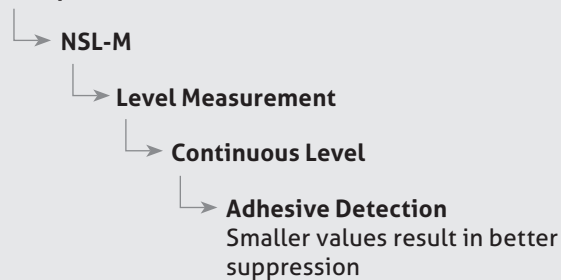 NSL-M
Level Measurement
Continuous Level
Adhesive Detection
Smaller values result in better
suppression